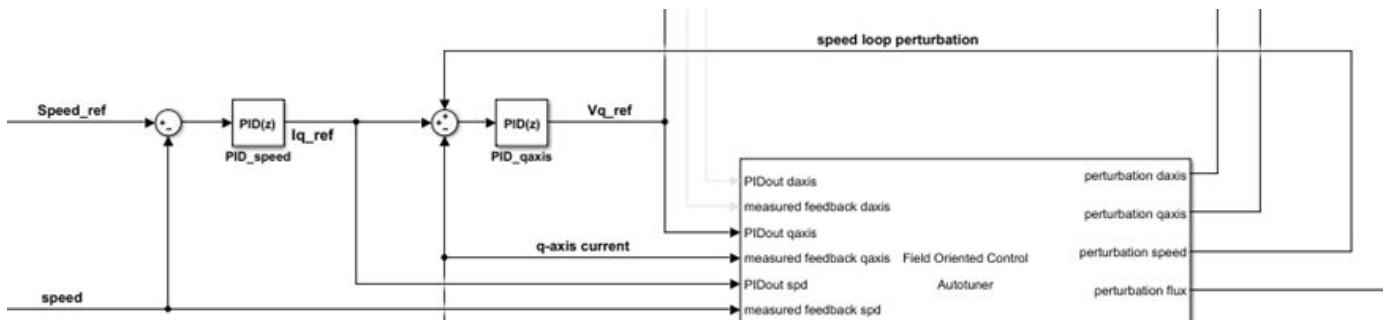 speed loop perturbation
Speed_ref
PID(z)
Iq_ref
PID_speed
PID(z)
Vq_ref
PID_qaxis
PIDout daxis
perturbation daxis
measured feedback daxis
perturbation qaxis
PIDout qaxis
q-axis current
measured feedback qaxis
Field Oriented Control
Autotuner
perturbation speed
PIDout spd
perturbation flux
speed
measured feedback spd